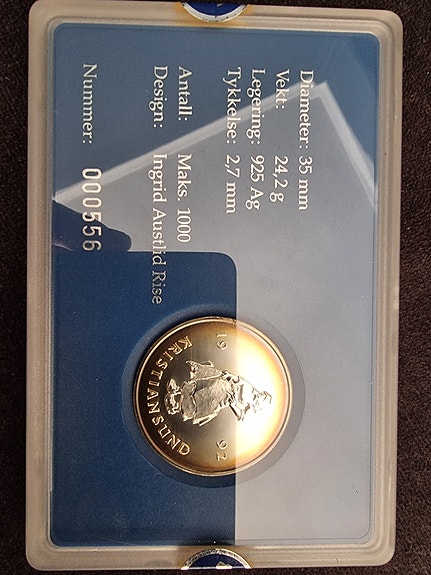 Diameter: 35 mm
Vekt: 24,2 g
Legering: 925 Ag
Tykkelse: 2,7 mm
Antall: Maks. 1000
Design: Ingrid Austlid Rise
Nummer: 000556
19 92
KRISTIANSUND